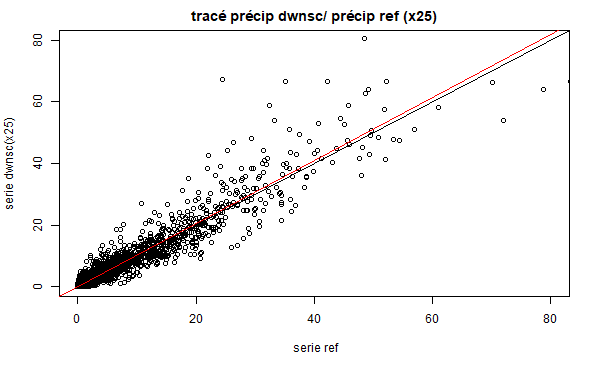 tracé précip dwnsc/ précip ref (x25)
serie dwnsc(x25)
80
60
40
20
0
0 20 40 60 80
serie ref